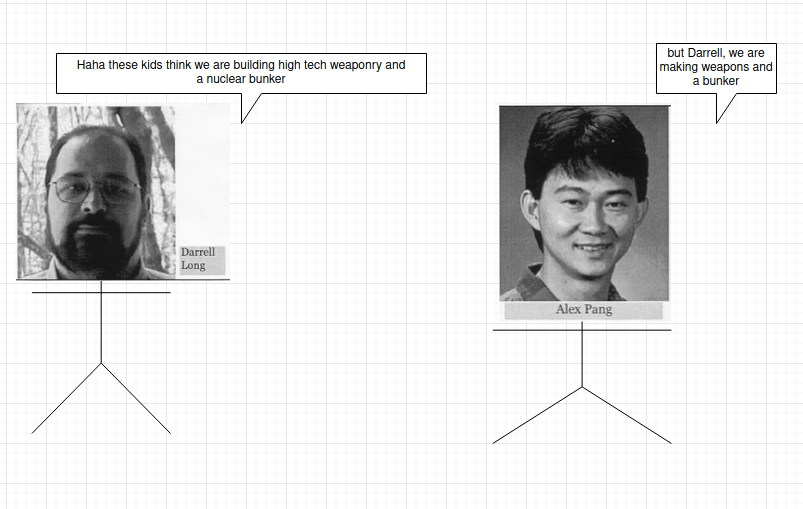 Haha these kids think we are building high tech weaponry and
a nuclear bunker
but Darrell, we are
making weapons and
a bunker
Darrell
Long
Alex Pang